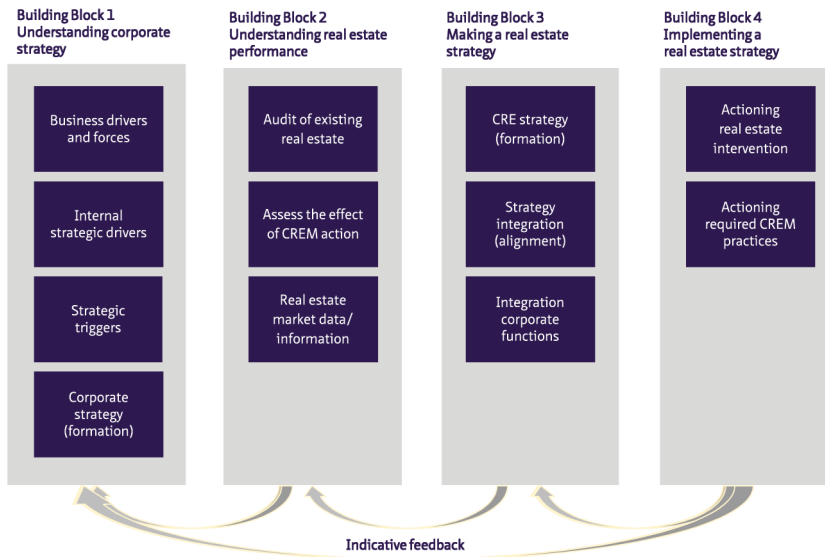 Building Block 1
Understanding corporate
strategy
Business drivers
and forces
Internal
strategic drivers
Strategic
triggers
Corporate
strategy
(formation)
Building Block 2
Understanding real estate
performance
Audit of existing
real estate
Assess the effect
of CREM action
Real estate
market data/
information
Building Block 3
Making a real estate
strategy
CRE strategy
(formation)
Strategy
integration
(alignment)
Integration
corporate
functions
Building Block 4
Implementing a
real estate strategy
Actioning
real estate
intervention
Actioning
required CREM
practices
Indicative feedback